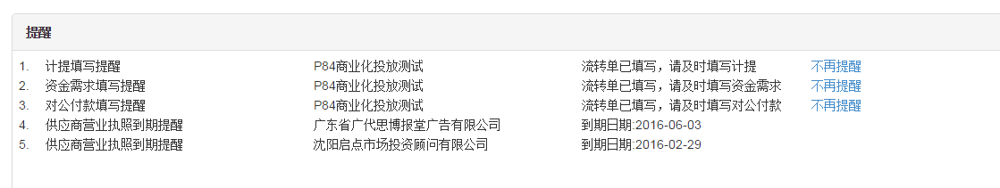 提醒
1. 计提填写提醒 P84商业化投放测试 流转单已填写，请及时填写计提 不再提醒
2. 资金需求填写提醒 P84商业化投放测试 流转单已填写，请及时填写资金需求 不再提醒
3. 对公付款填写提醒 P84商业化投放测试 流转单已填写，请及时填写对公付款 不再提醒
4. 供应商营业执照到期提醒 广东省广代思博报堂广告有限公司 到期日期:2016-06-03
5. 供应商营业执照到期提醒 沈阳启点市场投资顾问有限公司 到期日期:2016-02-29